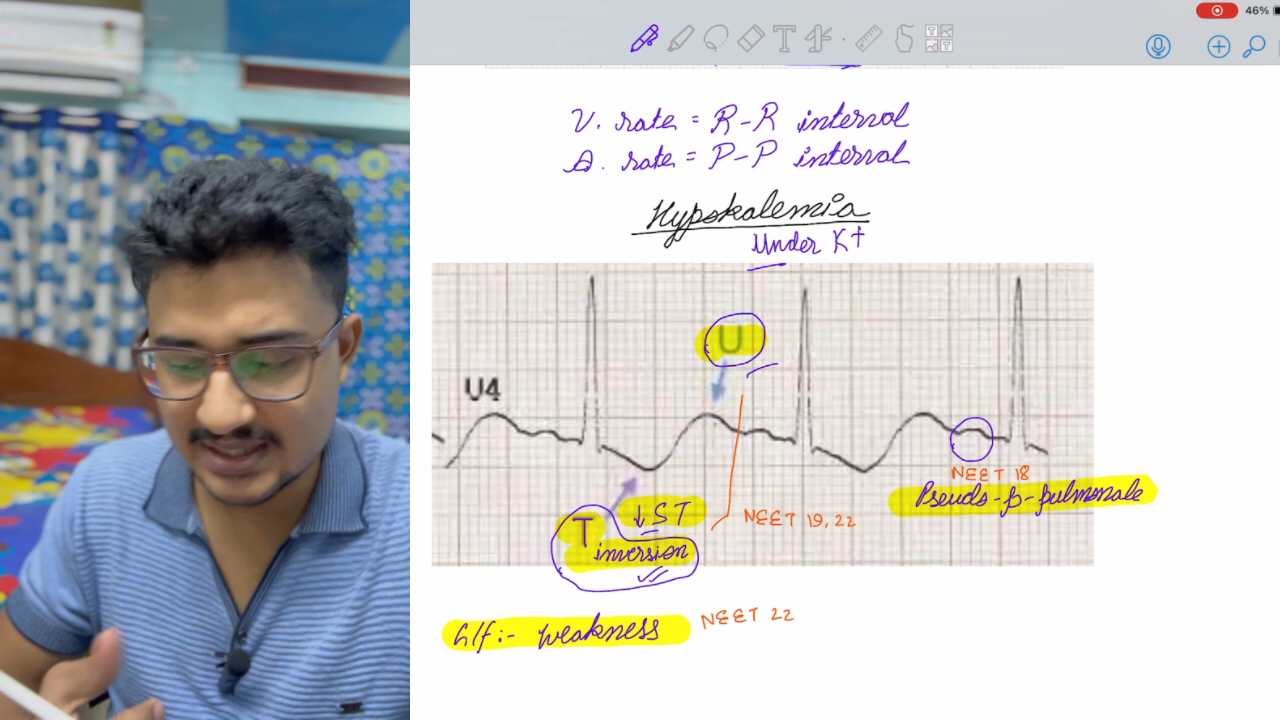 46%
V. rate = R-R interval
A. rate = P-P interval
Hypokalemia
Under K+
U
U4
NEET 18
Pseudo-p-pulmonale
↓ST
T
inversion
NEET 19, 22
C/f:- weakness
NEET 22